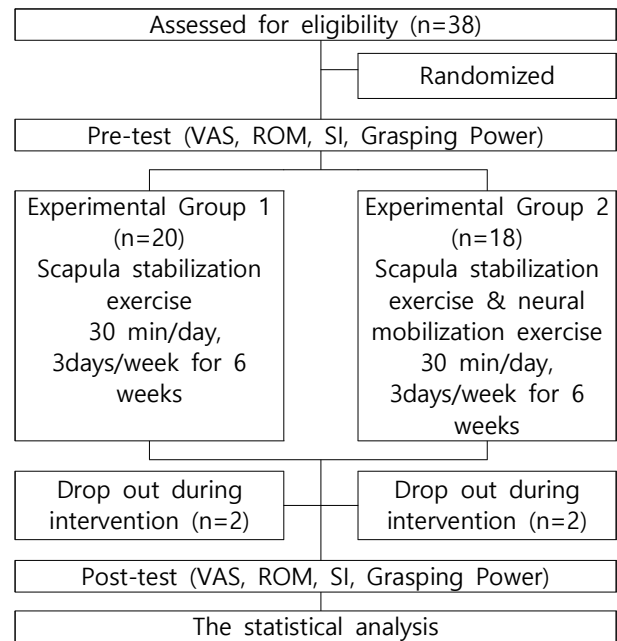 Assessed for eligibility (n=38)
Randomized
Pre-test (VAS, ROM, SI, Grasping Power)
Experimental Group 1
(n=20)
Scapula stabilization
exercise
30 min/day,
3days/week for 6
weeks
Experimental Group 2
(n=18)
Scapula stabilization
exercise & neural
mobilization exercise
30 min/day,
3days/week for 6
weeks
Drop out during
intervention (n=2)
Drop out during
intervention (n=2)
Post-test (VAS, ROM, SI, Grasping Power)
The statistical analysis